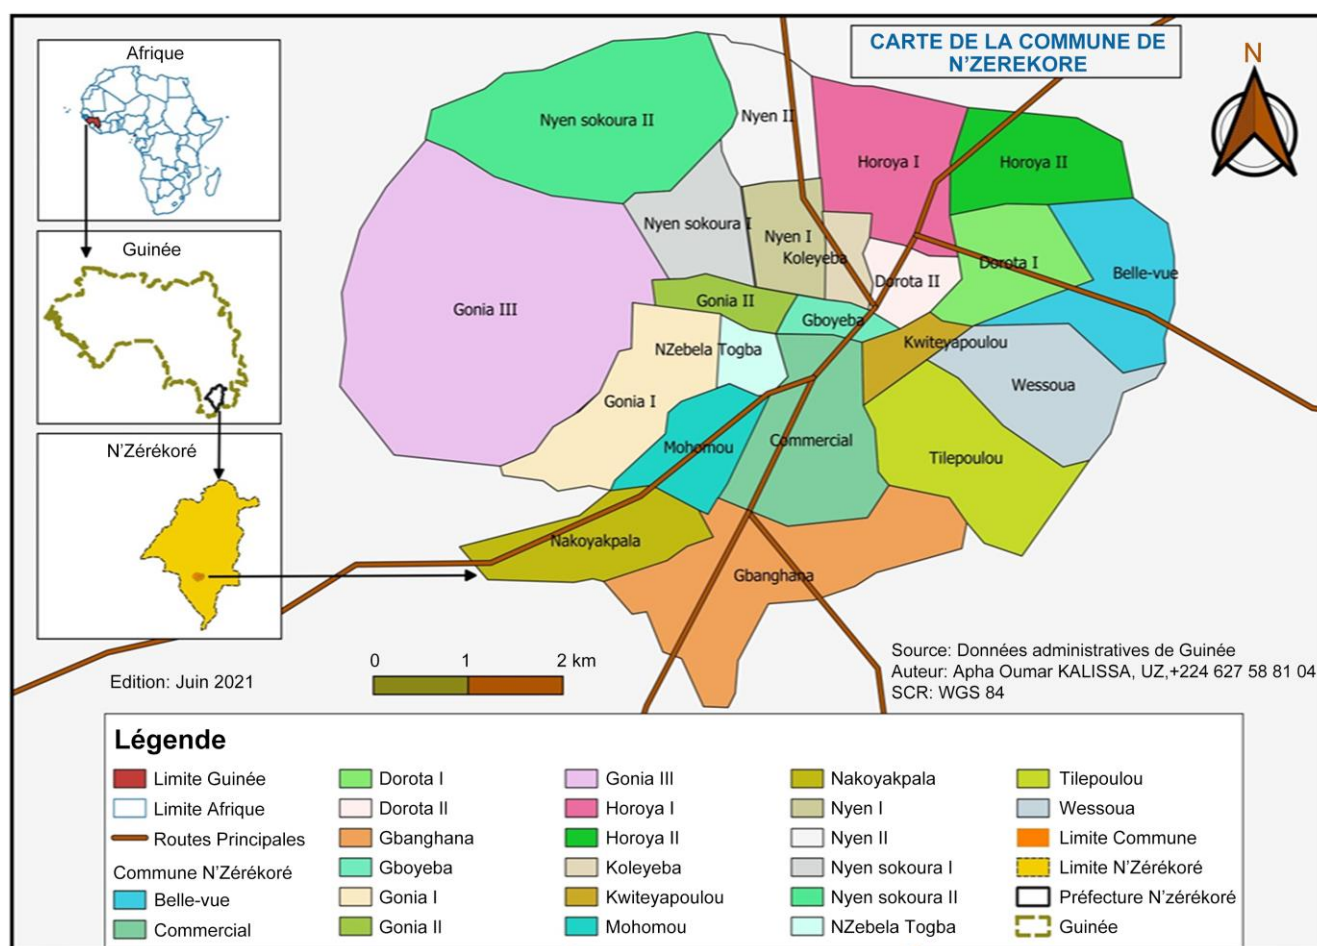 Afrique
Guinée
N'Zérékoré
CARTE DE LA COMMUNE DE
N'ZEREKORE
N
Nyen sokoura II
Nyen II
Horoya I
Horoya II
Nyen sokoura I
Nyen I
Koleyeba
Dorota II
Dorota I
Belle-vue
Gonia III
Gonia II
Gboyeba
NZebela Togba
Kwiteyapoulou
Wessoua
Gonia I
Mohomou
Commercial
Tilepoulou
Nakoyakpala
Gbanghana
Edition: Juin 2021
0 1 2 km
Source: Données administratives de Guinée
Auteur: Apha Oumar KALISSA, UZ,+224 627 58 81 04
SCR: WGS 84
Légende
Limite Guinée
Limite Afrique
Routes Principales
Commune N'Zérékoré
Belle-vue
Commercial
Dorota I
Dorota II
Gbanghana
Gboyeba
Gonia I
Gonia II
Gonia III
Horoya I
Horoya II
Koleyeba
Kwiteyapoulou
Mohomou
Nakoyakpala
Nyen I
Nyen II
Nyen sokoura I
Nyen sokoura II
NZebela Togba
Tilepoulou
Wessoua
Limite Commune
Limite N'Zérékoré
Préfecture N'zérékoré
Guinée